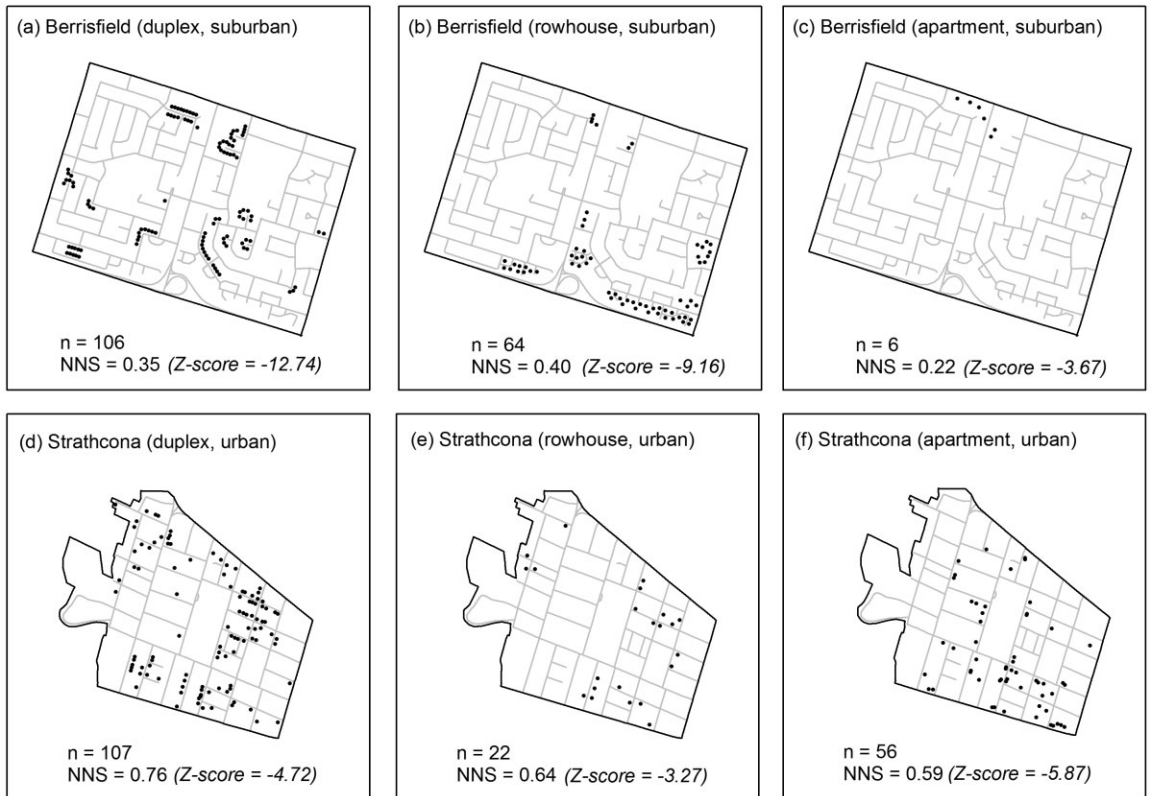 (a) Berrisfield (duplex, suburban)
n = 106
NNS = 0.35 (Z-score = -12.74)
(b) Berrisfield (rowhouse, suburban)
n = 64
NNS = 0.40 (Z-score = -9.16)
(c) Berrisfield (apartment, suburban)
n = 6
NNS = 0.22 (Z-score = -3.67)
(d) Strathcona (duplex, urban)
n = 107
NNS = 0.76 (Z-score = -4.72)
(e) Strathcona (rowhouse, urban)
n = 22
NNS = 0.64 (Z-score = -3.27)
(f) Strathcona (apartment, urban)
n = 56
NNS = 0.59 (Z-score = -5.87)